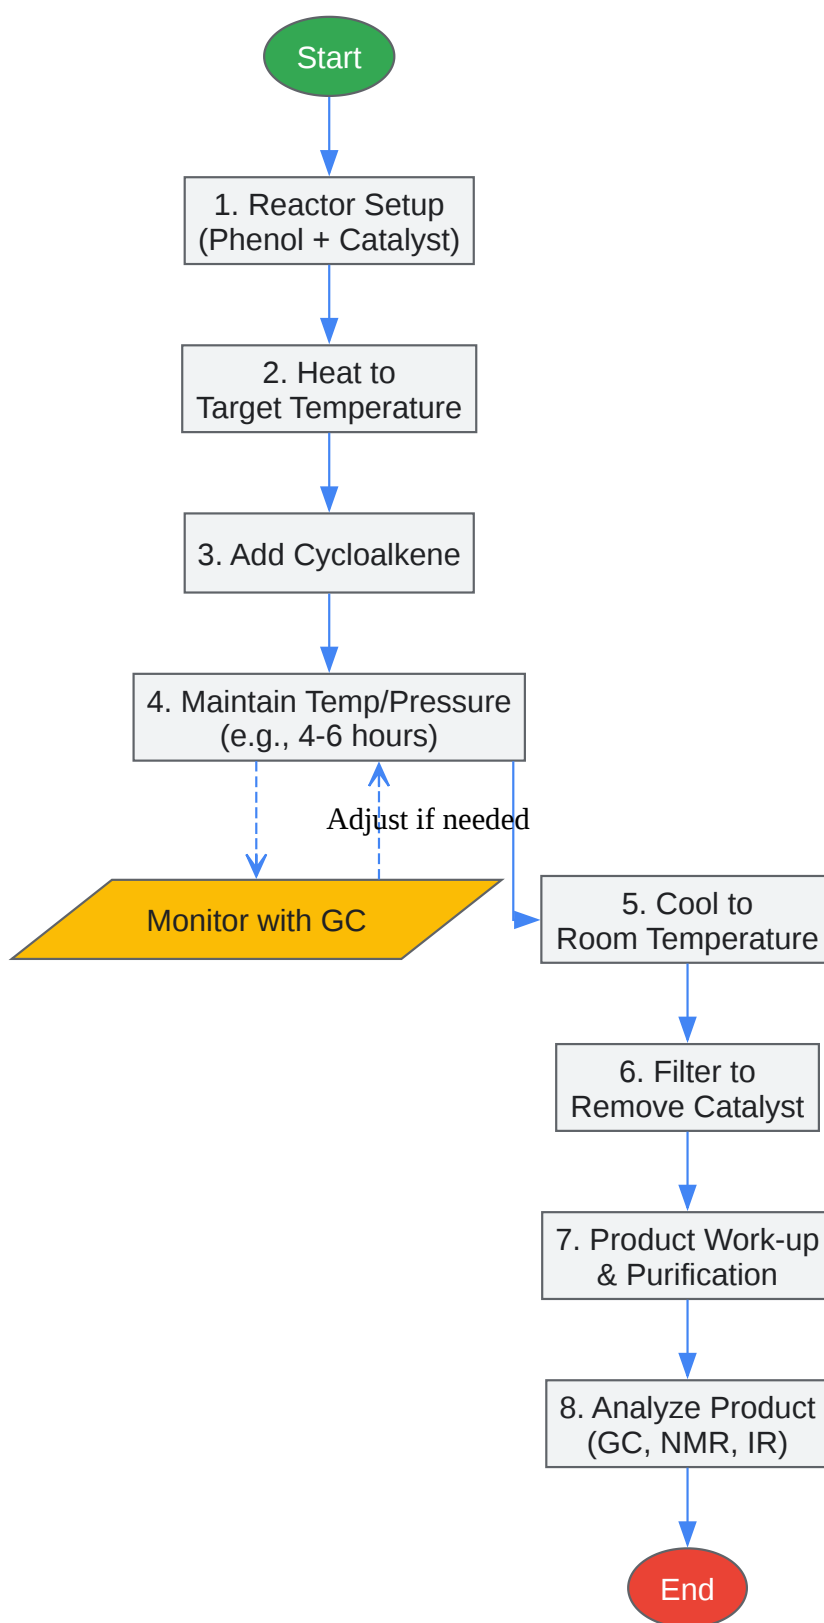 Start
1. Reactor Setup
(Phenol + Catalyst)
2. Heat to
Target Temperature
3. Add Cycloalkene
4. Maintain Temp/Pressure
(e.g., 4-6 hours)
Adjust if needed
Monitor with GC
5. Cool to
Room Temperature
6. Filter to
Remove Catalyst
7. Product Work-up
& Purification
8. Analyze Product
(GC, NMR, IR)
End